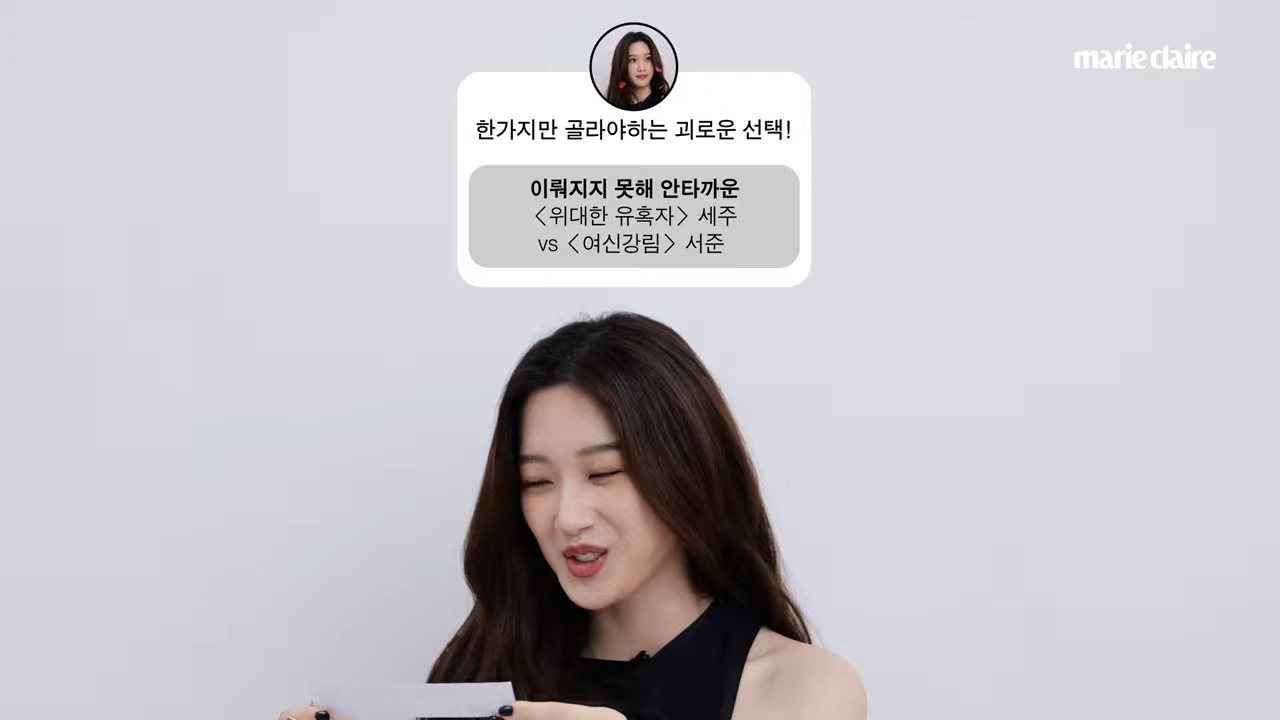 marie claire
한가지만 골라야하는 괴로운 선택!
이뤄지지 못해 안타까운
<위대한 유혹자> 세주
vs <여신강림> 서준